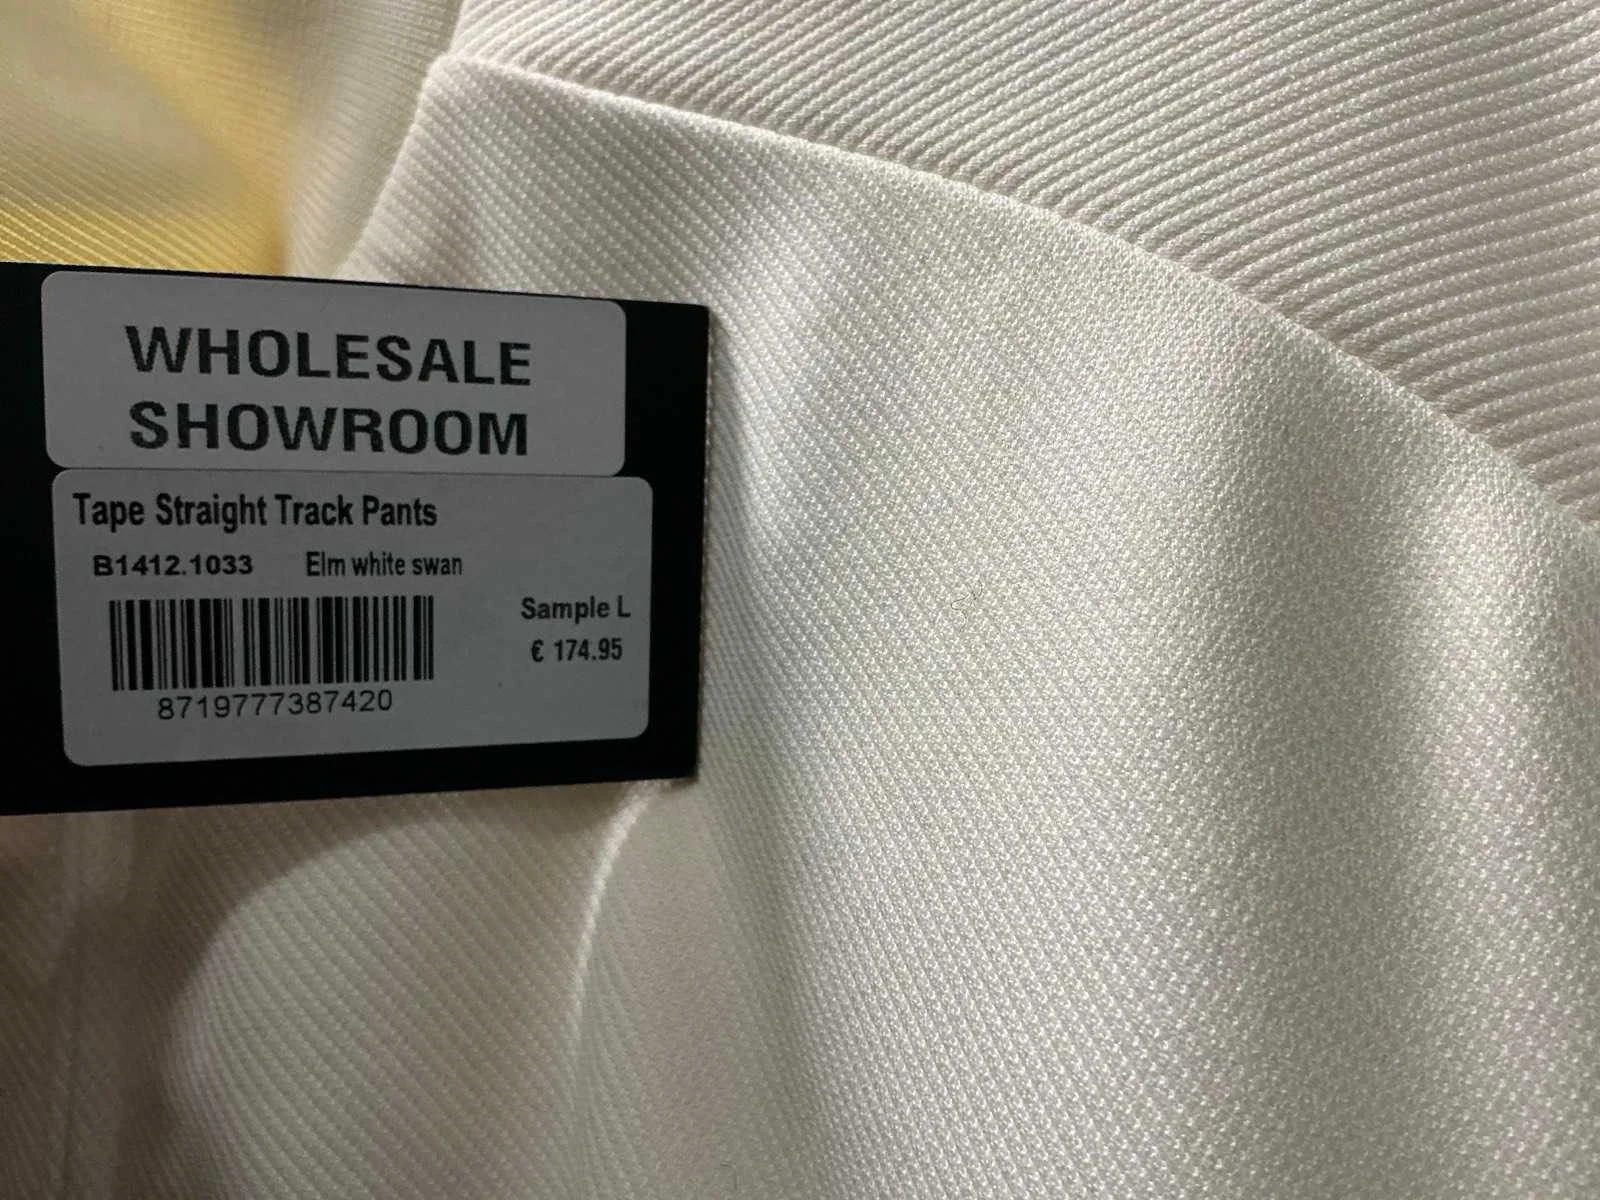 WHOLESALE
SHOWROOM
Tape Straight Track Pants
B1412.1033 Elm white swan
Sample L
€ 174.95
8719777387420